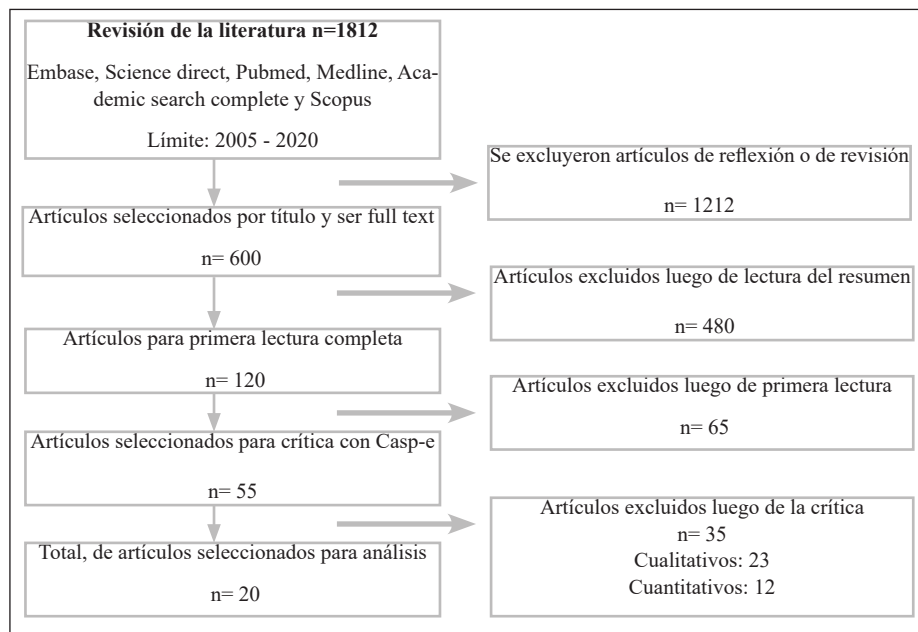 Revisión de la literatura n=1812
Embase, Science direct, Pubmed, Medline, Aca-
demic search complete y Scopus
Límite: 2005 - 2020
Se excluyeron artículos de reflexión o de revisión
n= 1212
Artículos seleccionados por título y ser full text
n= 600
Artículos excluidos luego de lectura del resumen
n= 480
Artículos para primera lectura completa
n= 120
Artículos excluidos luego de primera lectura
n= 65
Artículos seleccionados para crítica con Casp-e
n= 55
Artículos excluidos luego de la crítica
n= 35
Cualitativos: 23
Cuantitativos: 12
Total, de artículos seleccionados para análisis
n= 20